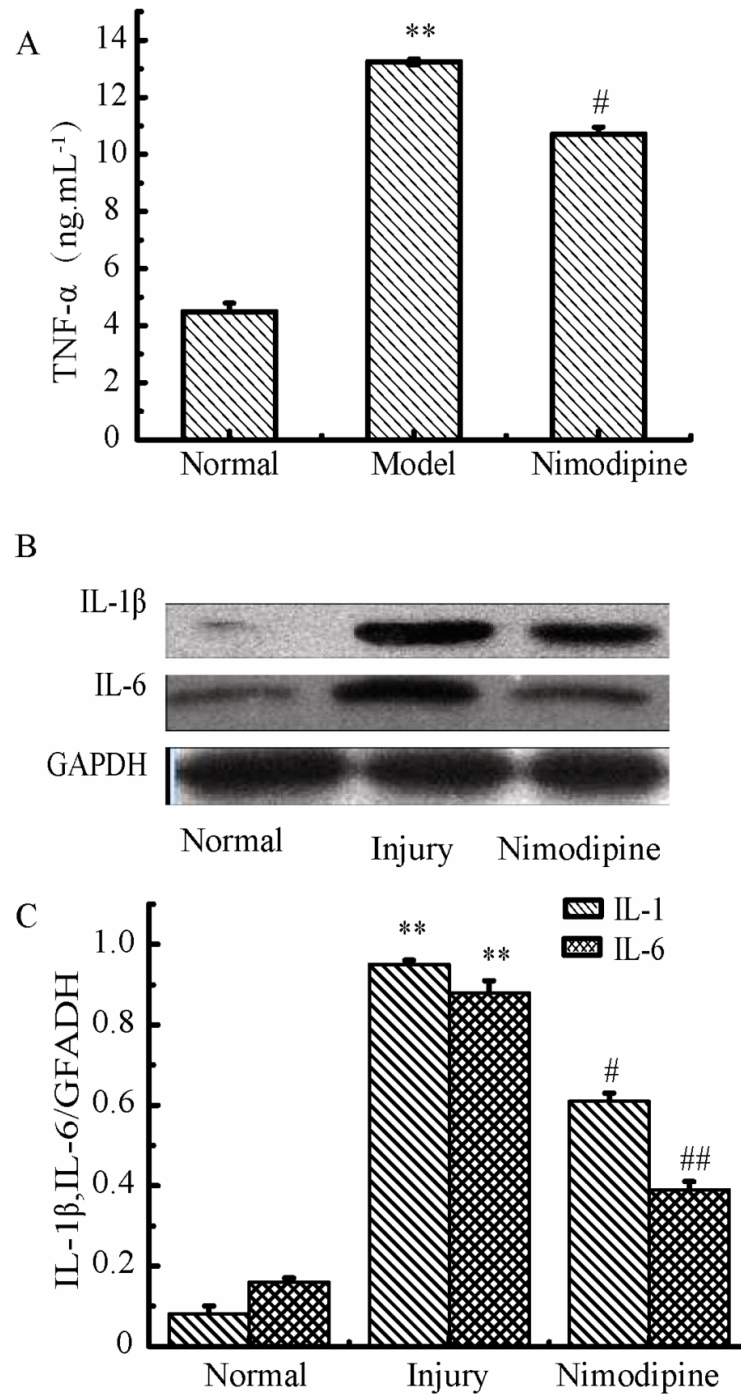 A
TNF-α (ng.mL⁻¹)
14
12
10
8
6
4
2
0
**
#
Normal Model Nimodipine
B
IL-1β
IL-6
GAPDH
Normal Injury Nimodipine
C
IL-1β,IL-6/GFADH
1.0
0.8
0.6
0.4
0.2
0
IL-1
IL-6
** **
#
##
Normal Injury Nimodipine